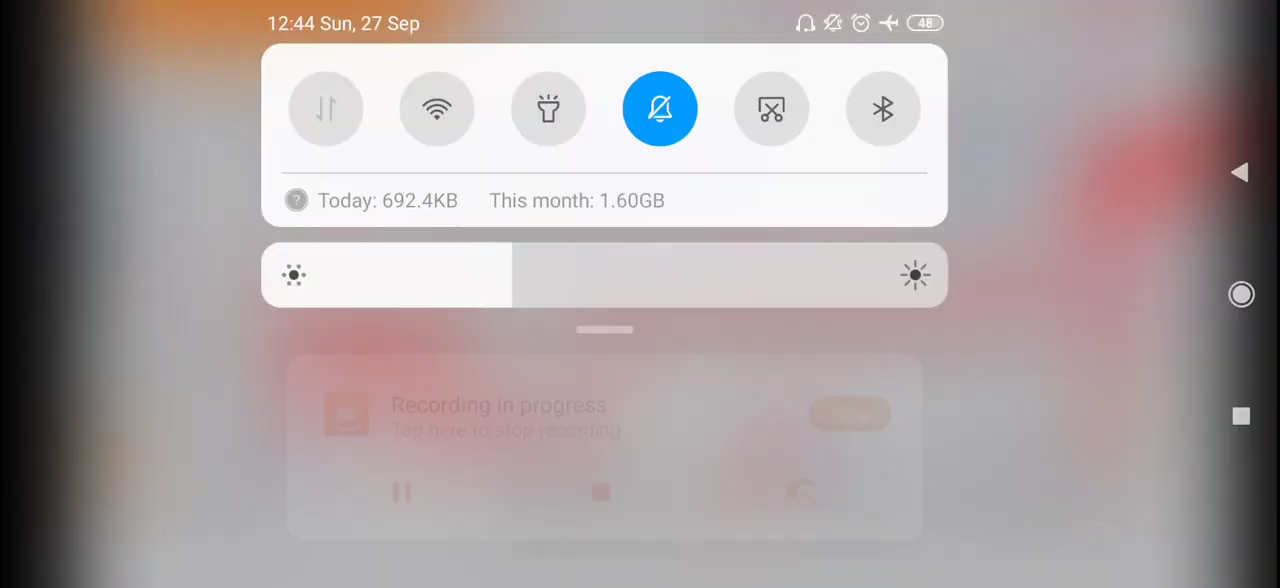 12:44 Sun, 27 Sep
48
Today: 692.4KB This month: 1.60GB
Recording in progress
Tap here to stop recording